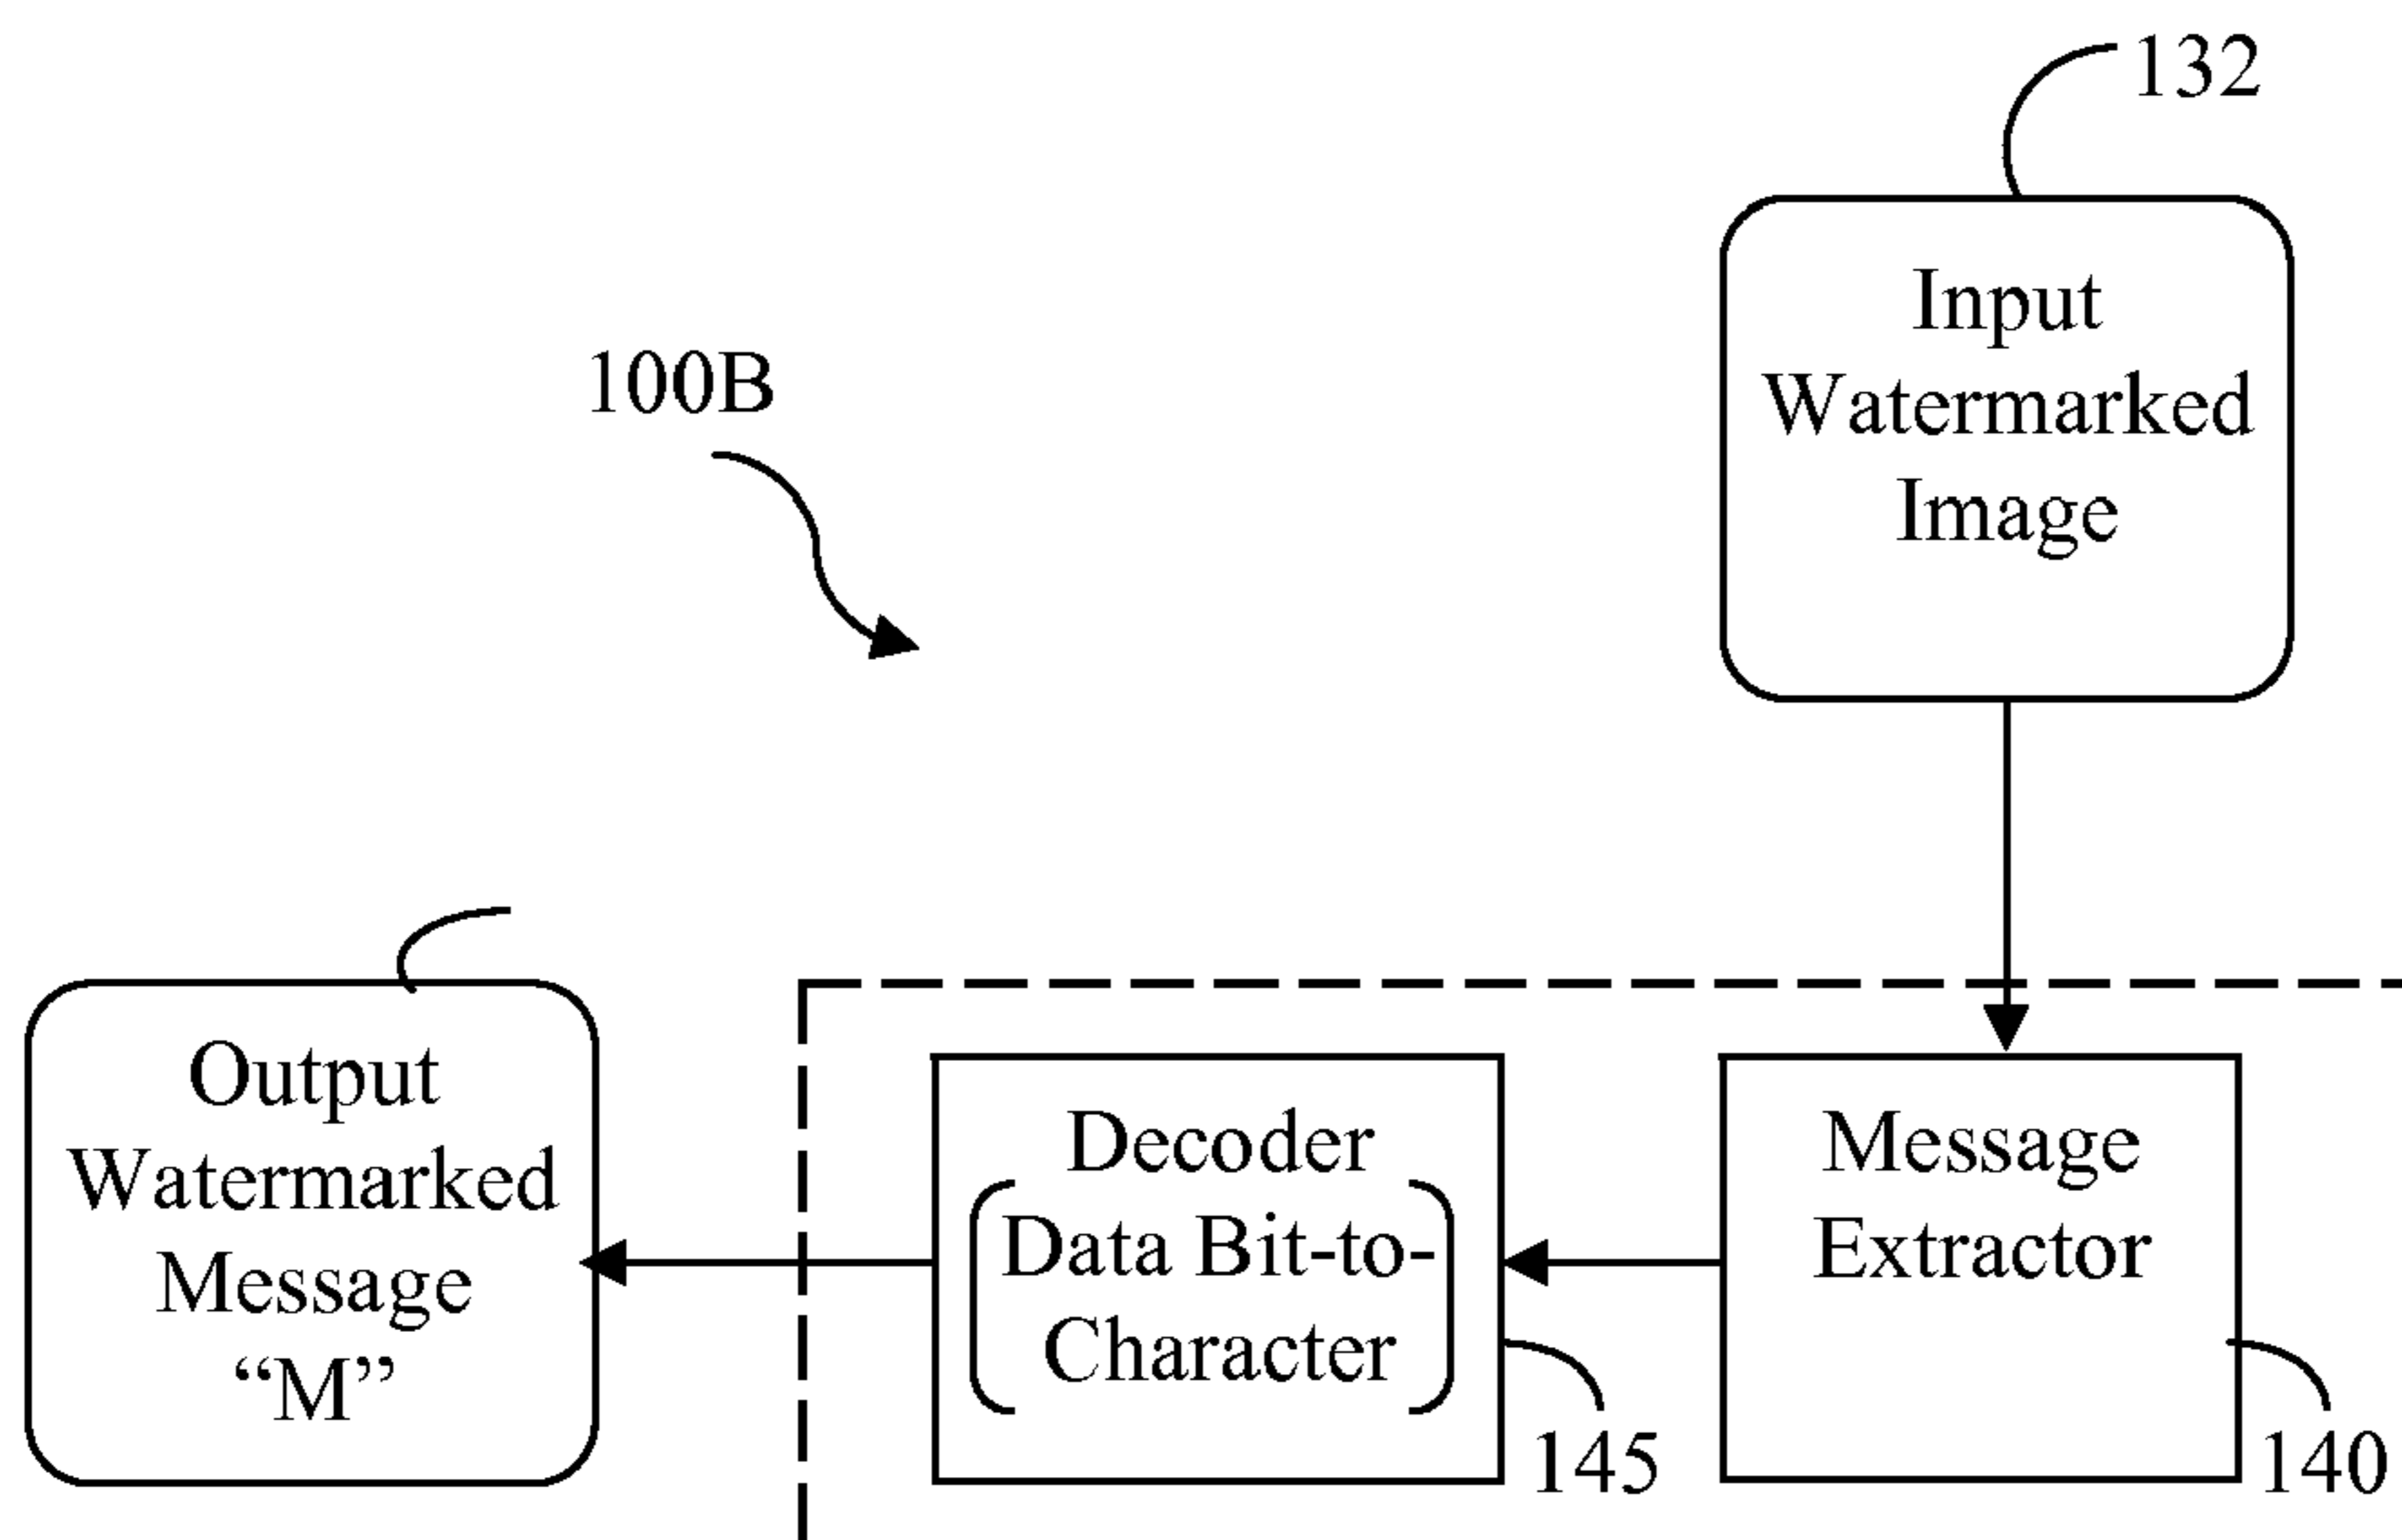 132
Input
Watermarked
Image
100B
Output
Watermarked
Message
“M”
Decoder
Data Bit-to-
Character
145
Message
Extractor
140